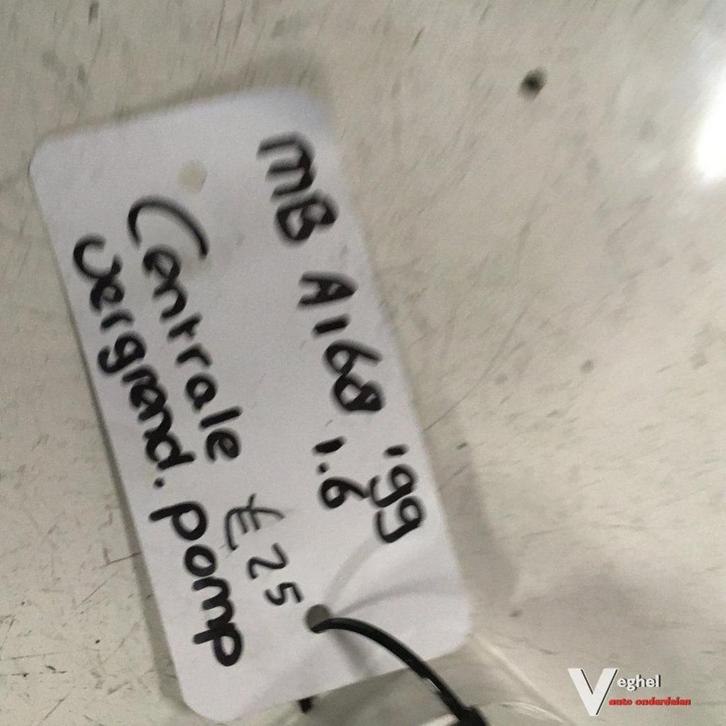 MB A168 '99
1.6
Centrale €25
vergrend. pomp
Veghel
auto onderdelen